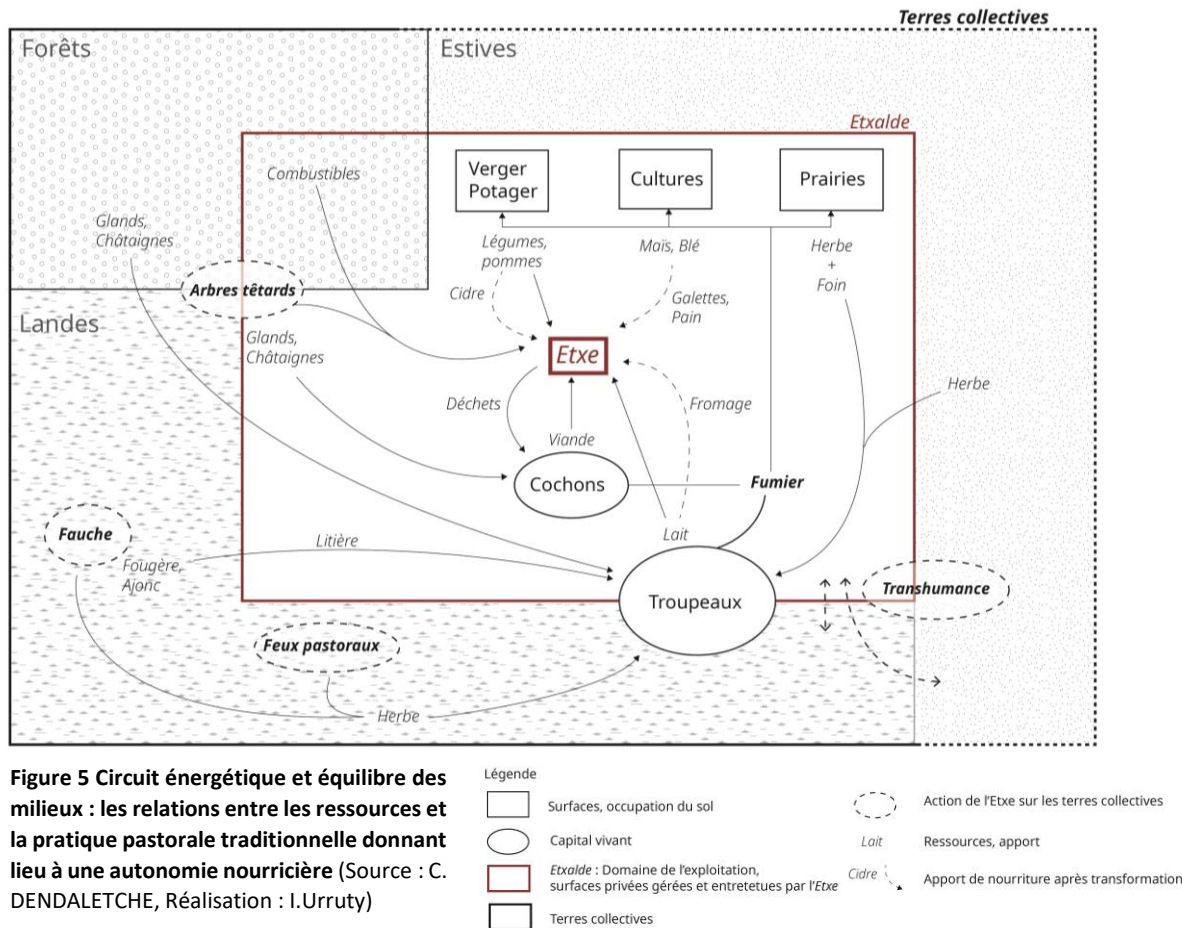 Terres collectives
Forêts
Estives
Etxalde
Combustibles
Verger
Potager
Cultures
Prairies
Glands,
Châtaignes
Légumes,
pommes
Maïs, Blé
Herbe
+
Foin
Arbres têtards
Cidre
Galettes,
Pain
Landes
Glands,
Châtaignes
Etxe
Herbe
Déchets
Fromage
Viande
Cochons
Fumier
Fauche
Lait
Litière
Fougère,
Ajonc
Troupeaux
Transhumance
Feux pastoraux
Herbe
Figure 5 Circuit énergétique et équilibre des
milieux : les relations entre les ressources et
la pratique pastorale traditionnelle donnant
lieu à une autonomie nourricière (Source : C.
DENDALETCHE, Réalisation : I.Urruty)
Légende
Surfaces, occupation du sol
Capital vivant
Etxalde : Domaine de l'exploitation,
surfaces privées gérées et entretetues par l'Etxe
Terres collectives
Action de l'Etxe sur les terres collectives
Lait Ressources, apport
Cidre Apport de nourriture après transformation